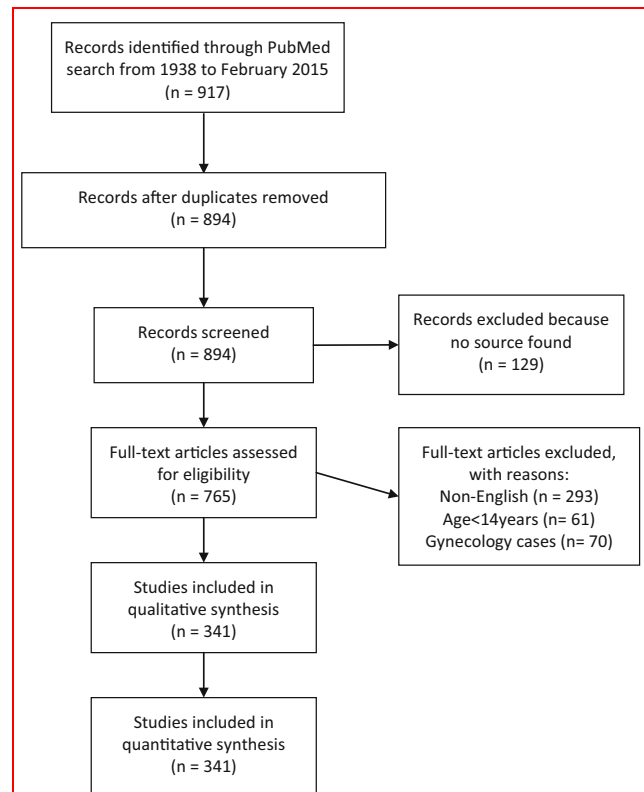 Records identified through PubMed
search from 1938 to February 2015
(n = 917)
Records after duplicates removed
(n = 894)
Records screened
(n = 894)
Records excluded because
no source found
(n = 129)
Full-text articles assessed
for eligibility
(n = 765)
Full-text articles excluded,
with reasons:
Non-English (n = 293)
Age<14years (n= 61)
Gynecology cases (n= 70)
Studies included in
qualitative synthesis
(n = 341)
Studies included in
quantitative synthesis
(n = 341)